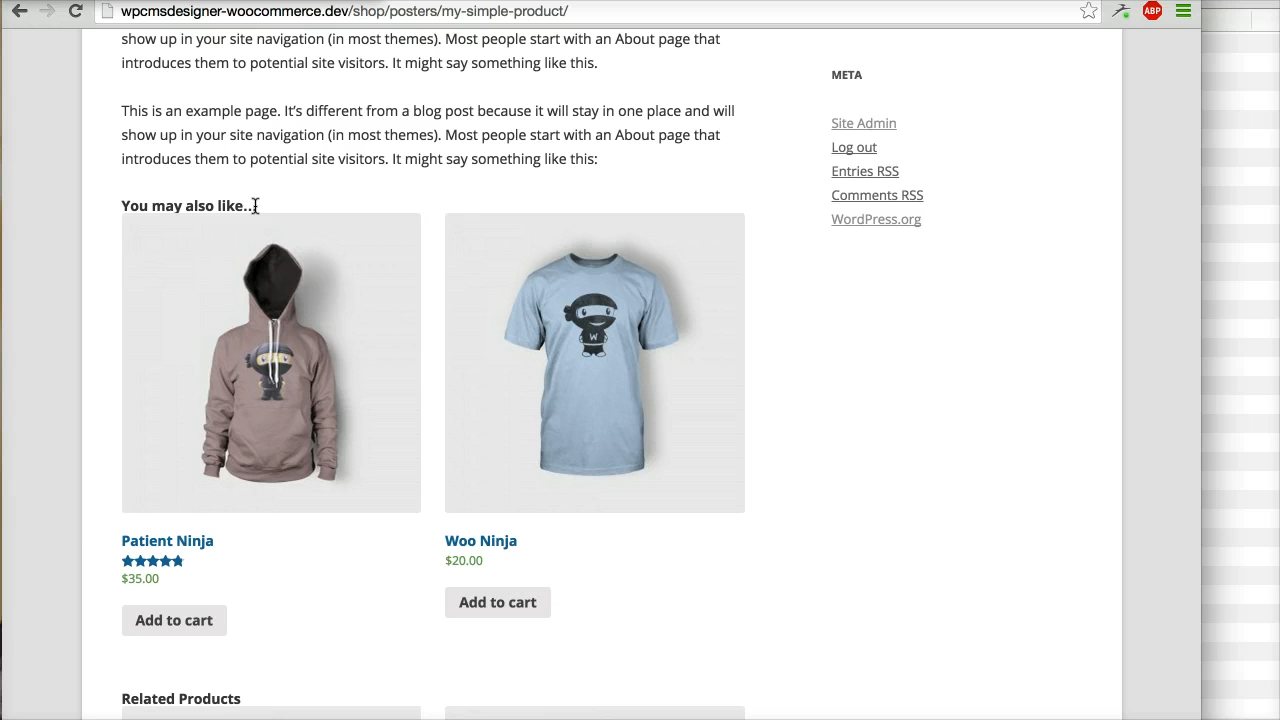 wpcmsdesigner-woocommerce.dev/shop/posters/my-simple-product/
ABP
show up in your site navigation (in most themes). Most people start with an About page that
introduces them to potential site visitors. It might say something like this.
This is an example page. It’s different from a blog post because it will stay in one place and will
show up in your site navigation (in most themes). Most people start with an About page that
introduces them to potential site visitors. It might say something like this:
You may also like...
W
Patient Ninja
$35.00
Add to cart
Woo Ninja
$20.00
Add to cart
Related Products
META
Site Admin
Log out
Entries RSS
Comments RSS
WordPress.org